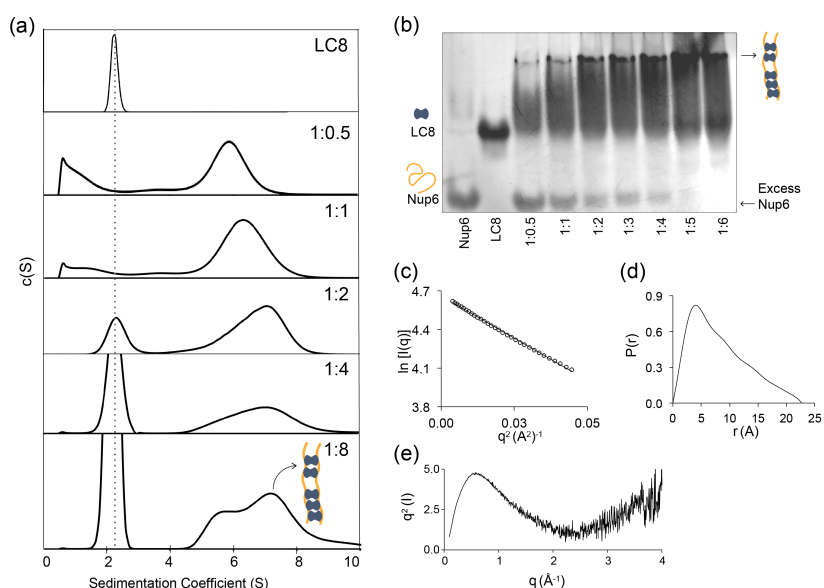 (a)
LC8
1:0.5
1:1
1:2
1:4
1:8
c(S)
0 2 4 6 8 10
Sedimentation Coefficient (S)
(b)
LC8
Nup6
Excess
Nup6
Nup6 LC8 1:0.5 1:1 1:2 1:3 1:4 1:5 1:6
(c)
4.7
4.4
4.1
3.8
ln [I(q)]
0 0.03 0.05
q² (A²)⁻¹
(d)
0.9
0.6
0.3
0.0
P(r)
0 5 10 15 20 25
r (A)
(e)
5.0
2.5
0.0
q² (I)
0 1 2 3 4
q (Å⁻¹)